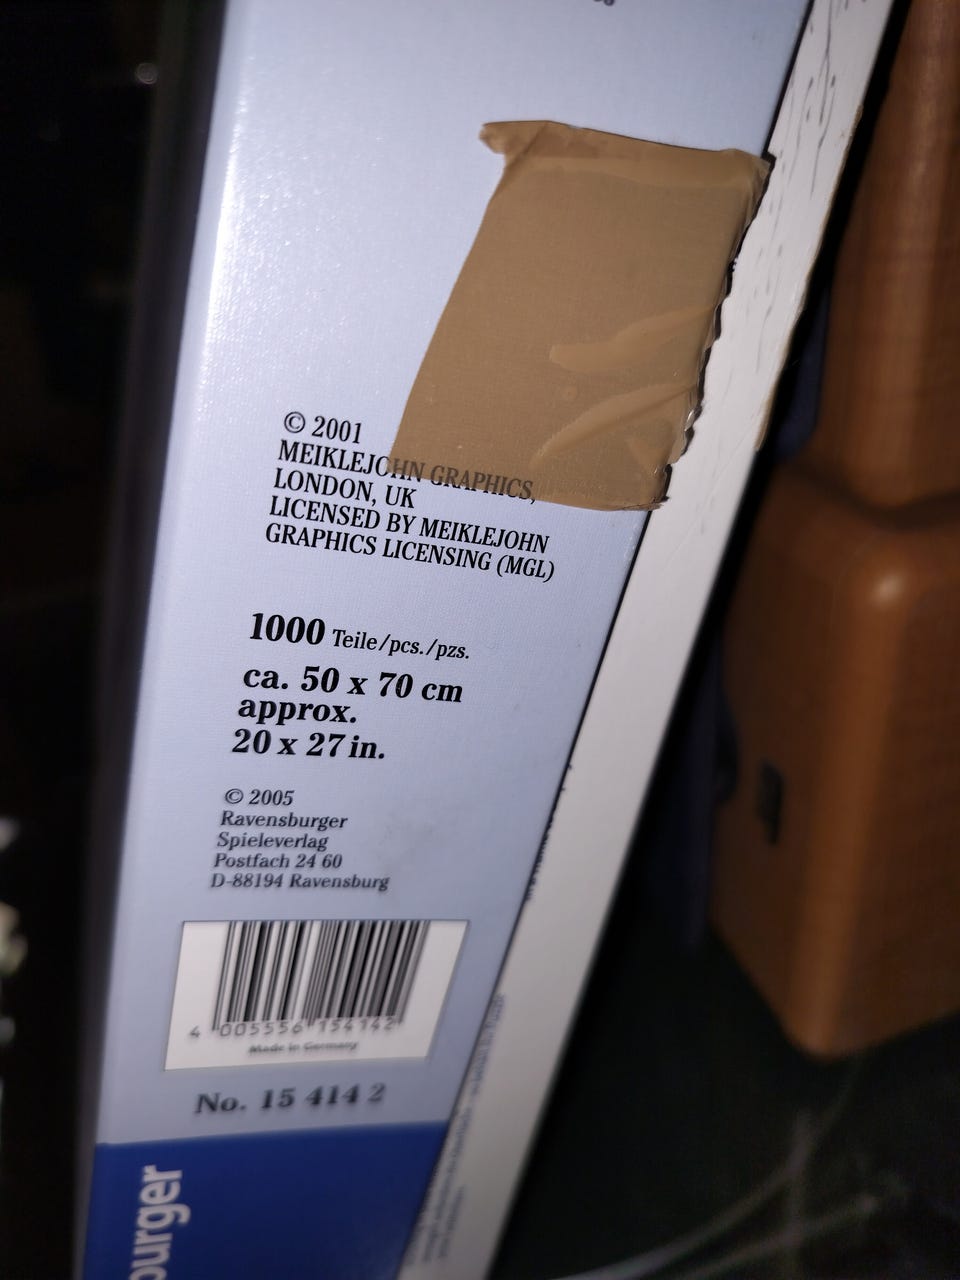 © 2001
MEIKLEJOHN GRAPHICS,
LONDON, UK
LICENSED BY MEIKLEJOHN
GRAPHICS LICENSING (MGL)
1000 Teile/pcs./pzs.
ca. 50 x 70 cm
approx.
20 x 27 in.
© 2005
Ravensburger
Spieleverlag
Postfach 24 60
D-88194 Ravensburg
4 005556 154142
Made in Germany
No. 15 414 2
burger